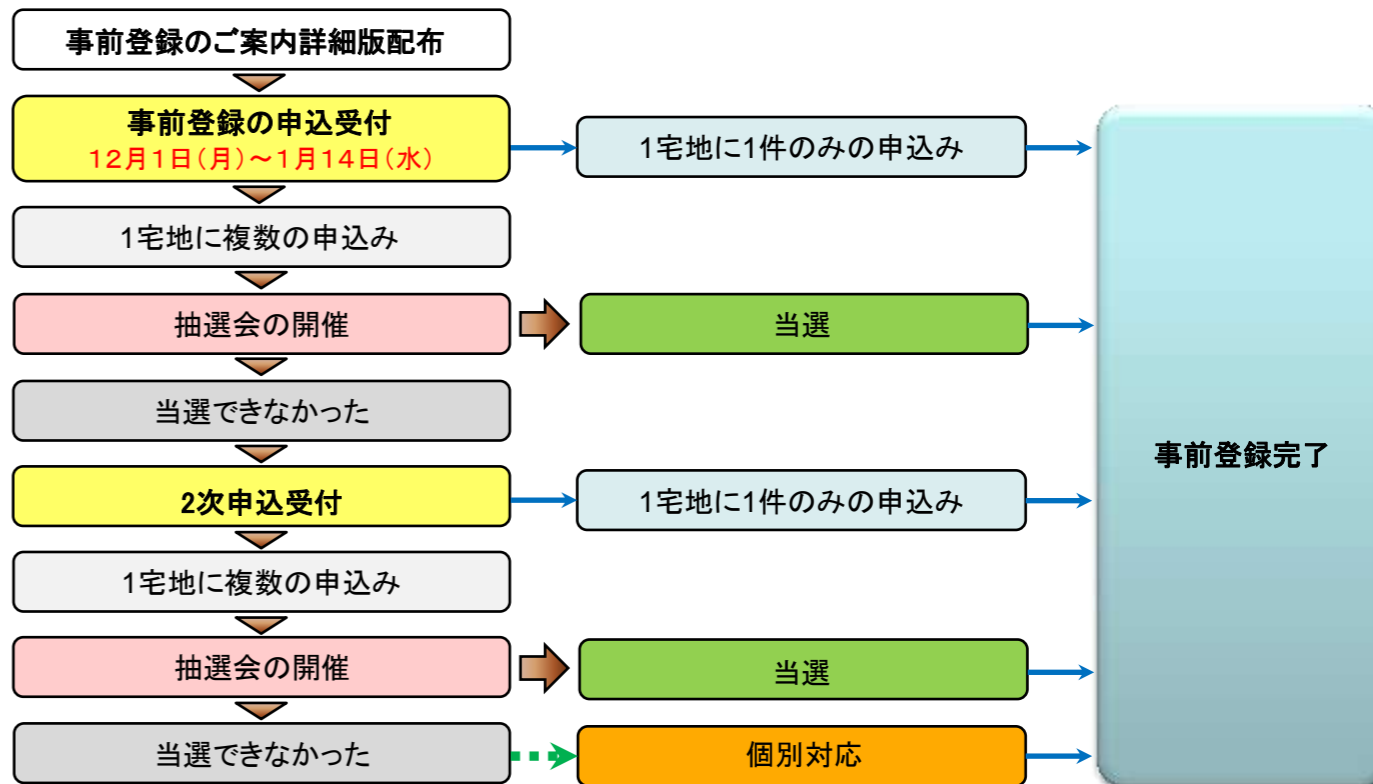 事前登録のご案内詳細版配布
事前登録の申込受付
12月1日(月)～1月14日(水)
1宅地に1件のみの申込み
1宅地に複数の申込み
抽選会の開催
当選
当選できなかった
事前登録完了
2次申込受付
1宅地に1件のみの申込み
1宅地に複数の申込み
抽選会の開催
当選
当選できなかった
個別対応